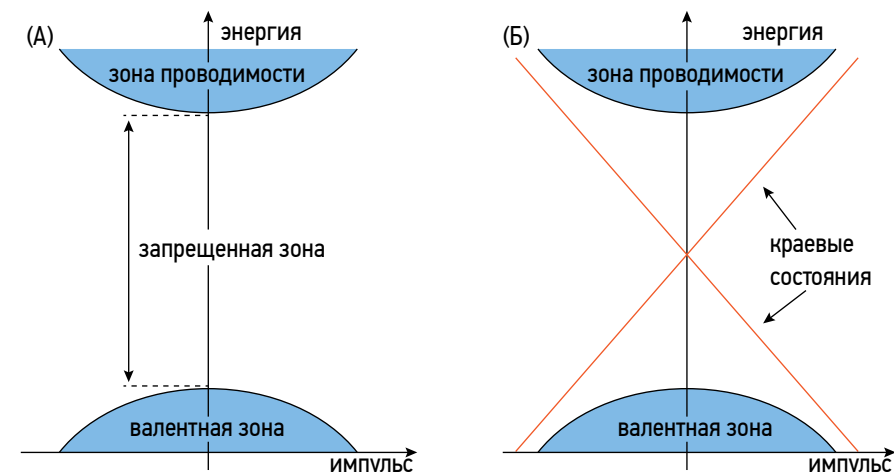 (А)
энергия
зона проводимости
запрещенная зона
валентная зона
импульс
(Б)
энергия
зона проводимости
краевые
состояния
валентная зона
импульс